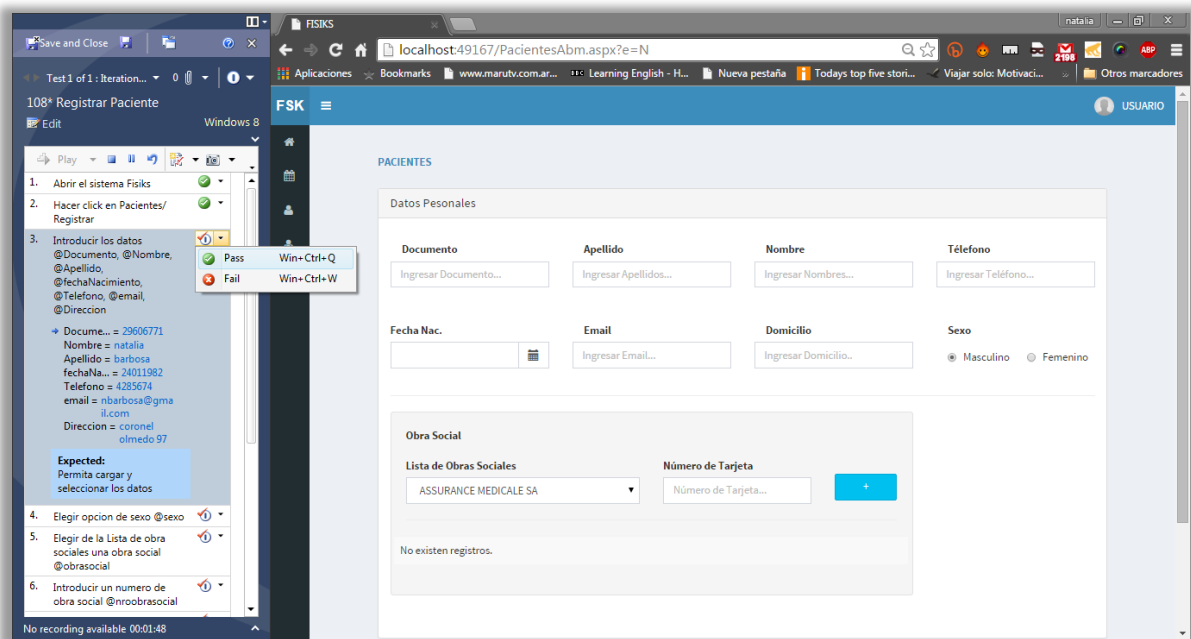 Save and Close
Test 1 of 1 : Iteration...
0
108* Registrar Paciente
Edit
Windows 8
Play
1. Abrir el sistema Fisiks
2. Hacer click en Pacientes/
Registrar
3. Introducir los datos
@Documento, @Nombre,
@Apellido,
@fechaNacimiento,
@Telefono, @email,
@Direccion
Docume... = 29606771
Nombre = natalia
Apellido = barbosa
fechaNa... = 24011982
Telefono = 4285674
email = nbarbosa@gma
il.com
Direccion = coronel
olmedo 97
Expected:
Permita cargar y
seleccionar los datos
4. Elegir opcion de sexo @sexo
5. Elegir de la Lista de obra
sociales una obra social
@obrasocial
6. Introducir un numero de
obra social @nroobrasocial
No recording available 00:01:48
Pass Win+Ctrl+Q
Fail Win+Ctrl+W
FISIKS
natalia
localhost:49167/PacientesAbm.aspx?e=N
2198
ABP
Aplicaciones Bookmarks www.marutv.com.ar... Learning English - H... Nueva pestaña Todays top five stori... Viajar solo: Motivaci... » Otros marcadores
FSK
USUARIO
PACIENTES
Datos Pesonales
Documento Apellido Nombre Télefono
Ingresar Documento... Ingresar Apellidos... Ingresar Nombres... Ingresar Teléfono...
Fecha Nac. Email Domicilio Sexo
Ingresar Email... Ingresar Domicilio.. Masculino Femenino
Obra Social
Lista de Obras Sociales Número de Tarjeta
ASSURANCE MEDICALE SA Número de Tarjeta... +
No existen registros.